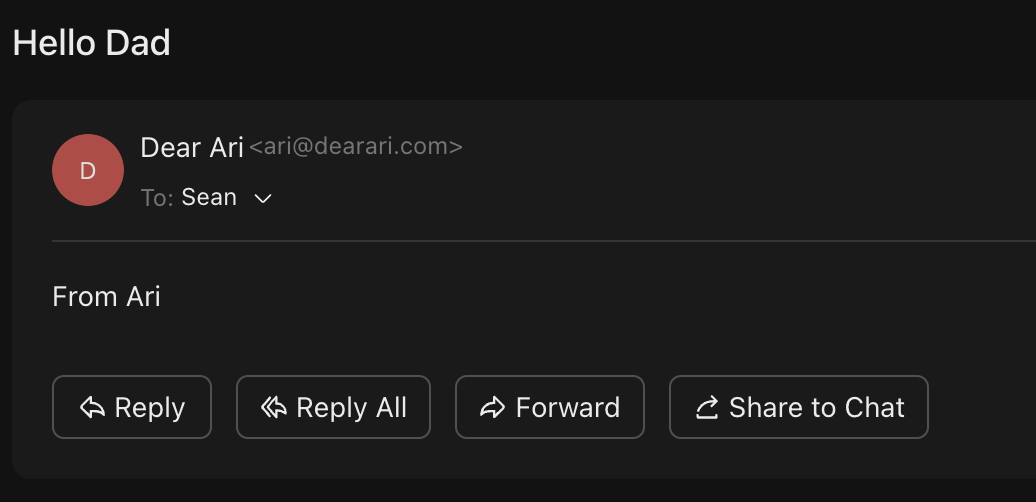 Hello Dad
D
Dear Ari <ari@dearari.com>
To: Sean
From Ari
Reply Reply All Forward Share to Chat